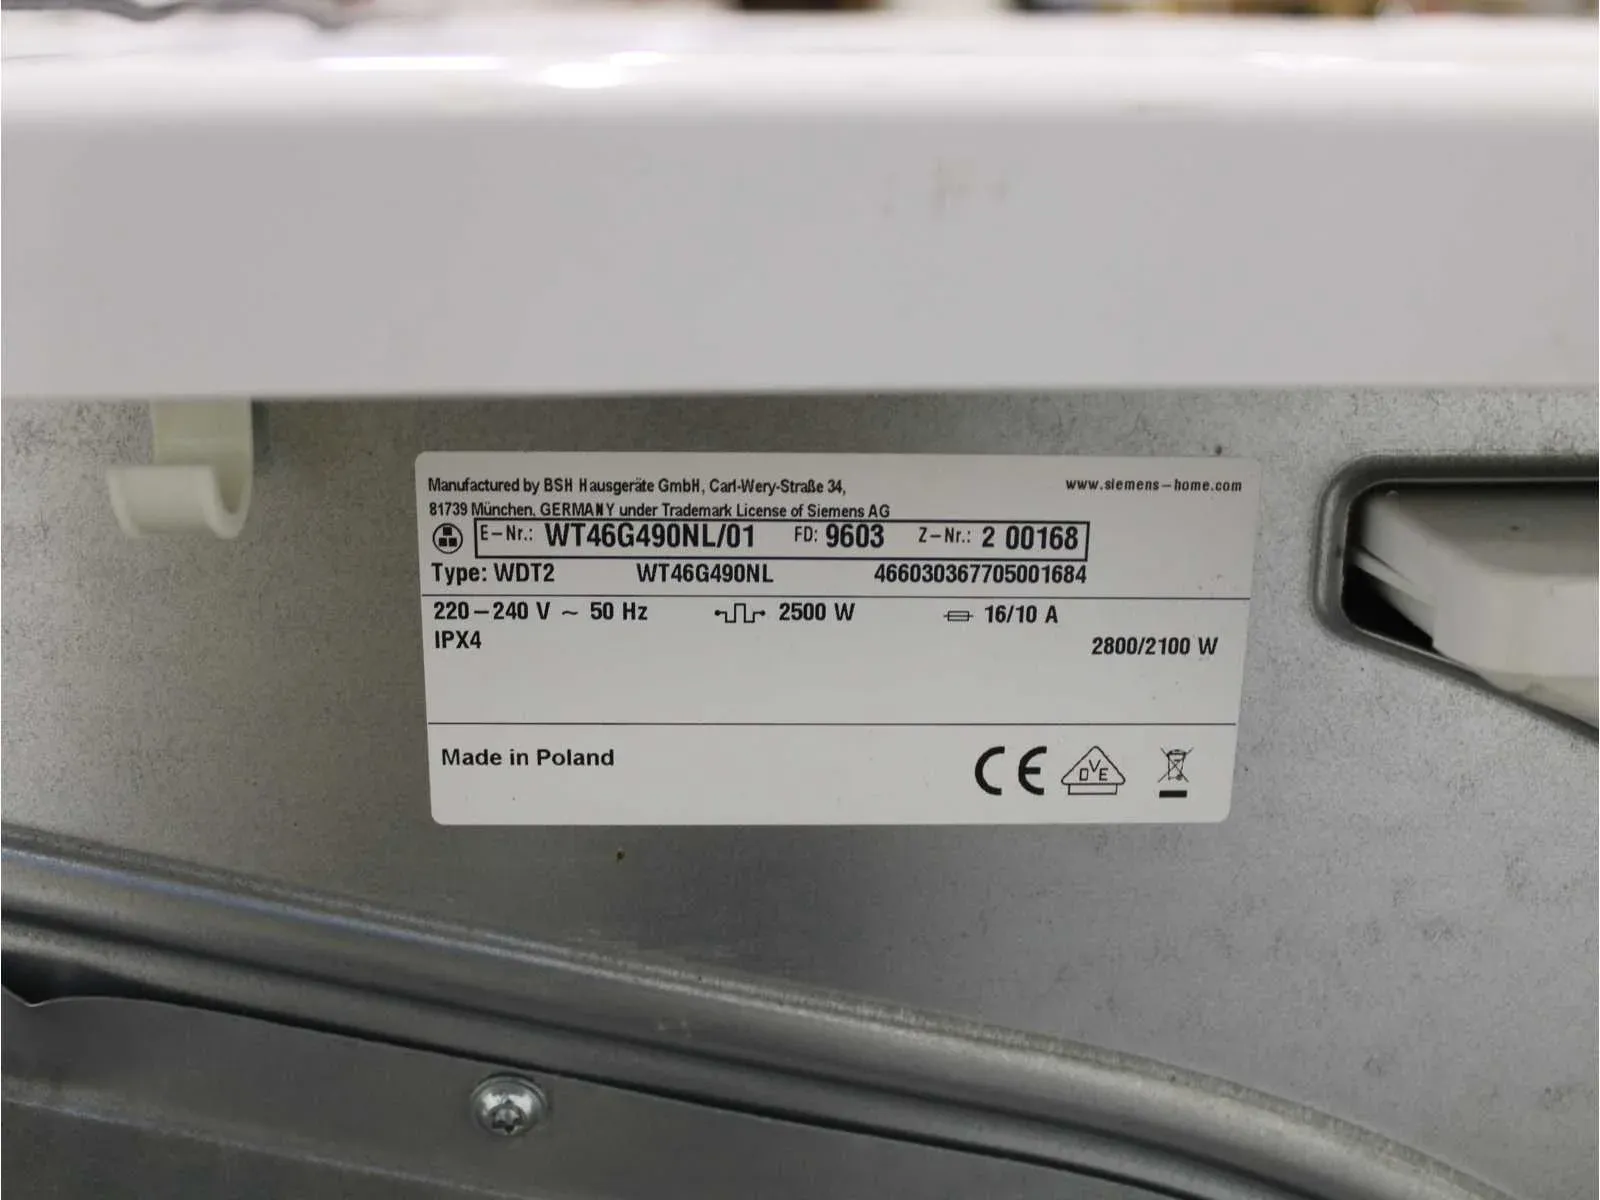 Manufactured by BSH Hausgeräte GmbH, Carl-Wery-Straße 34,
www.siemens-home.com
81739 München, GERMANY under Trademark License of Siemens AG
E-Nr.: WT46G490NL/01 FD: 9603 Z-Nr.: 2 00168
Type: WDT2 WT46G490NL 466030367705001684
220-240 V ~ 50 Hz 2500 W 16/10 A
IPX4
2800/2100 W
Made in Poland
CE DVE